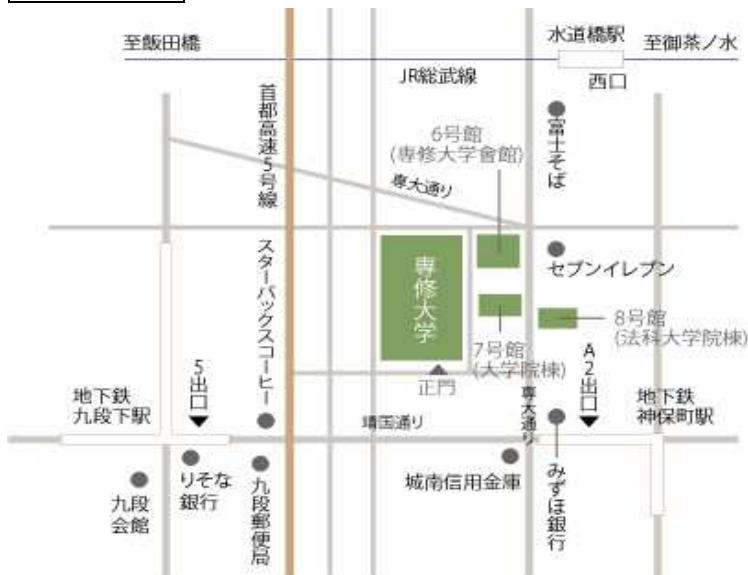 水道橋駅
至飯田橋
至御茶ノ水
JR総武線
西口
首都高速5号線
6号館
(専修大学會館)
富士そば
専大通り
スターバックスコーヒー
専修大学
セブンイレブン
8号館
(法科大学院棟)
7号館
(大学院棟)
正門
5出口
A2出口
地下鉄
九段下駅
地下鉄
神保町駅
靖国通り
専大通り
りそな
銀行
九段
会館
九段郵便局
城南信用金庫
みずほ銀行